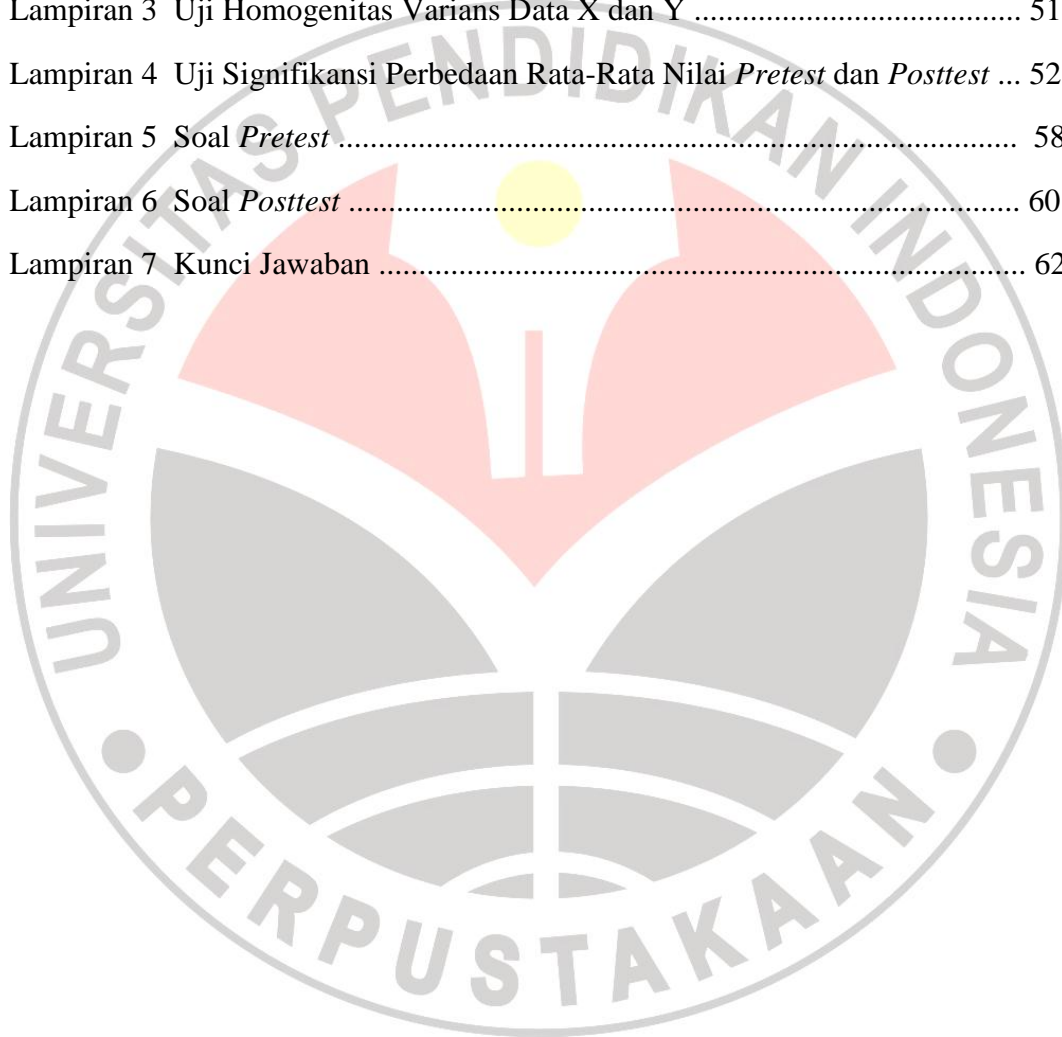 Lampiran 3 Uji Homogenitas Varians Data X dan Y ........................................ 51
Lampiran 4 Uji Signifikansi Perbedaan Rata-Rata Nilai Pretest dan Posttest ... 52
Lampiran 5 Soal Pretest .................................................................................. 58
Lampiran 6 Soal Posttest ................................................................................. 60
Lampiran 7 Kunci Jawaban .............................................................................. 62
UNIVERSITAS PENDIDIKAN INDONESIA
PERPUSTAKAAN